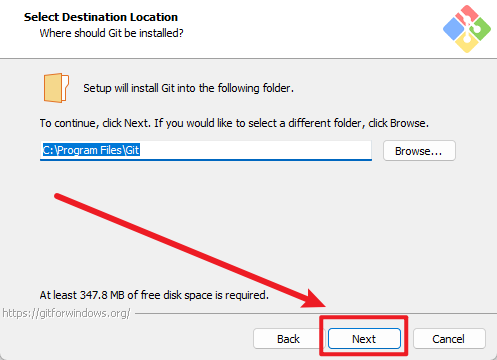 Select Destination Location
Where should Git be installed?
Setup will install Git into the following folder.
To continue, click Next. If you would like to select a different folder, click Browse.
C:\Program Files\Git
Browse...
At least 347.8 MB of free disk space is required.
https://gitforwindows.org/
Back
Next
Cancel